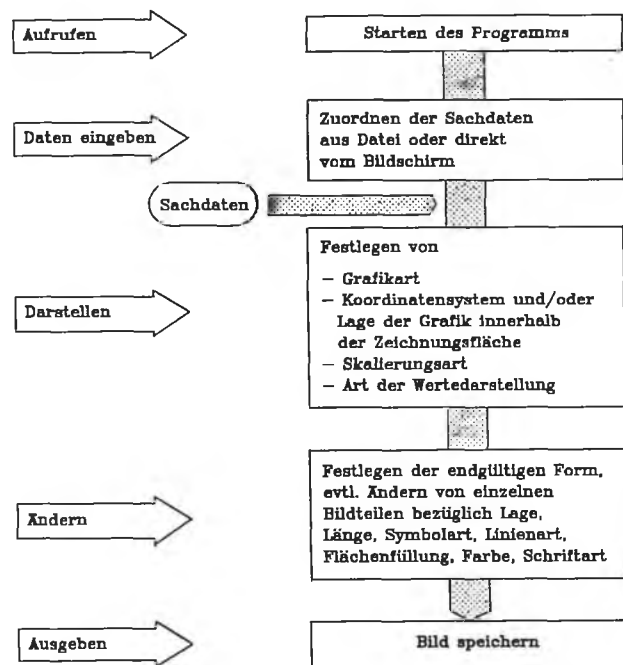 Aufrufen
Starten des Programms
Daten eingeben
Zuordnen der Sachdaten
aus Datei oder direkt
vom Bildschirm
Sachdaten
Darstellen
Festlegen von
– Grafikart
– Koordinatensystem und/oder
Lage der Grafik innerhalb
der Zeichnungsfläche
– Skalierungsart
– Art der Wertedarstellung
Ändern
Festlegen der endgültigen Form,
evtl. Ändern von einzelnen
Bildteilen bezüglich Lage,
Länge, Symbolart, Linienart,
Flächenfüllung, Farbe, Schriftart
Ausgeben
Bild speichern